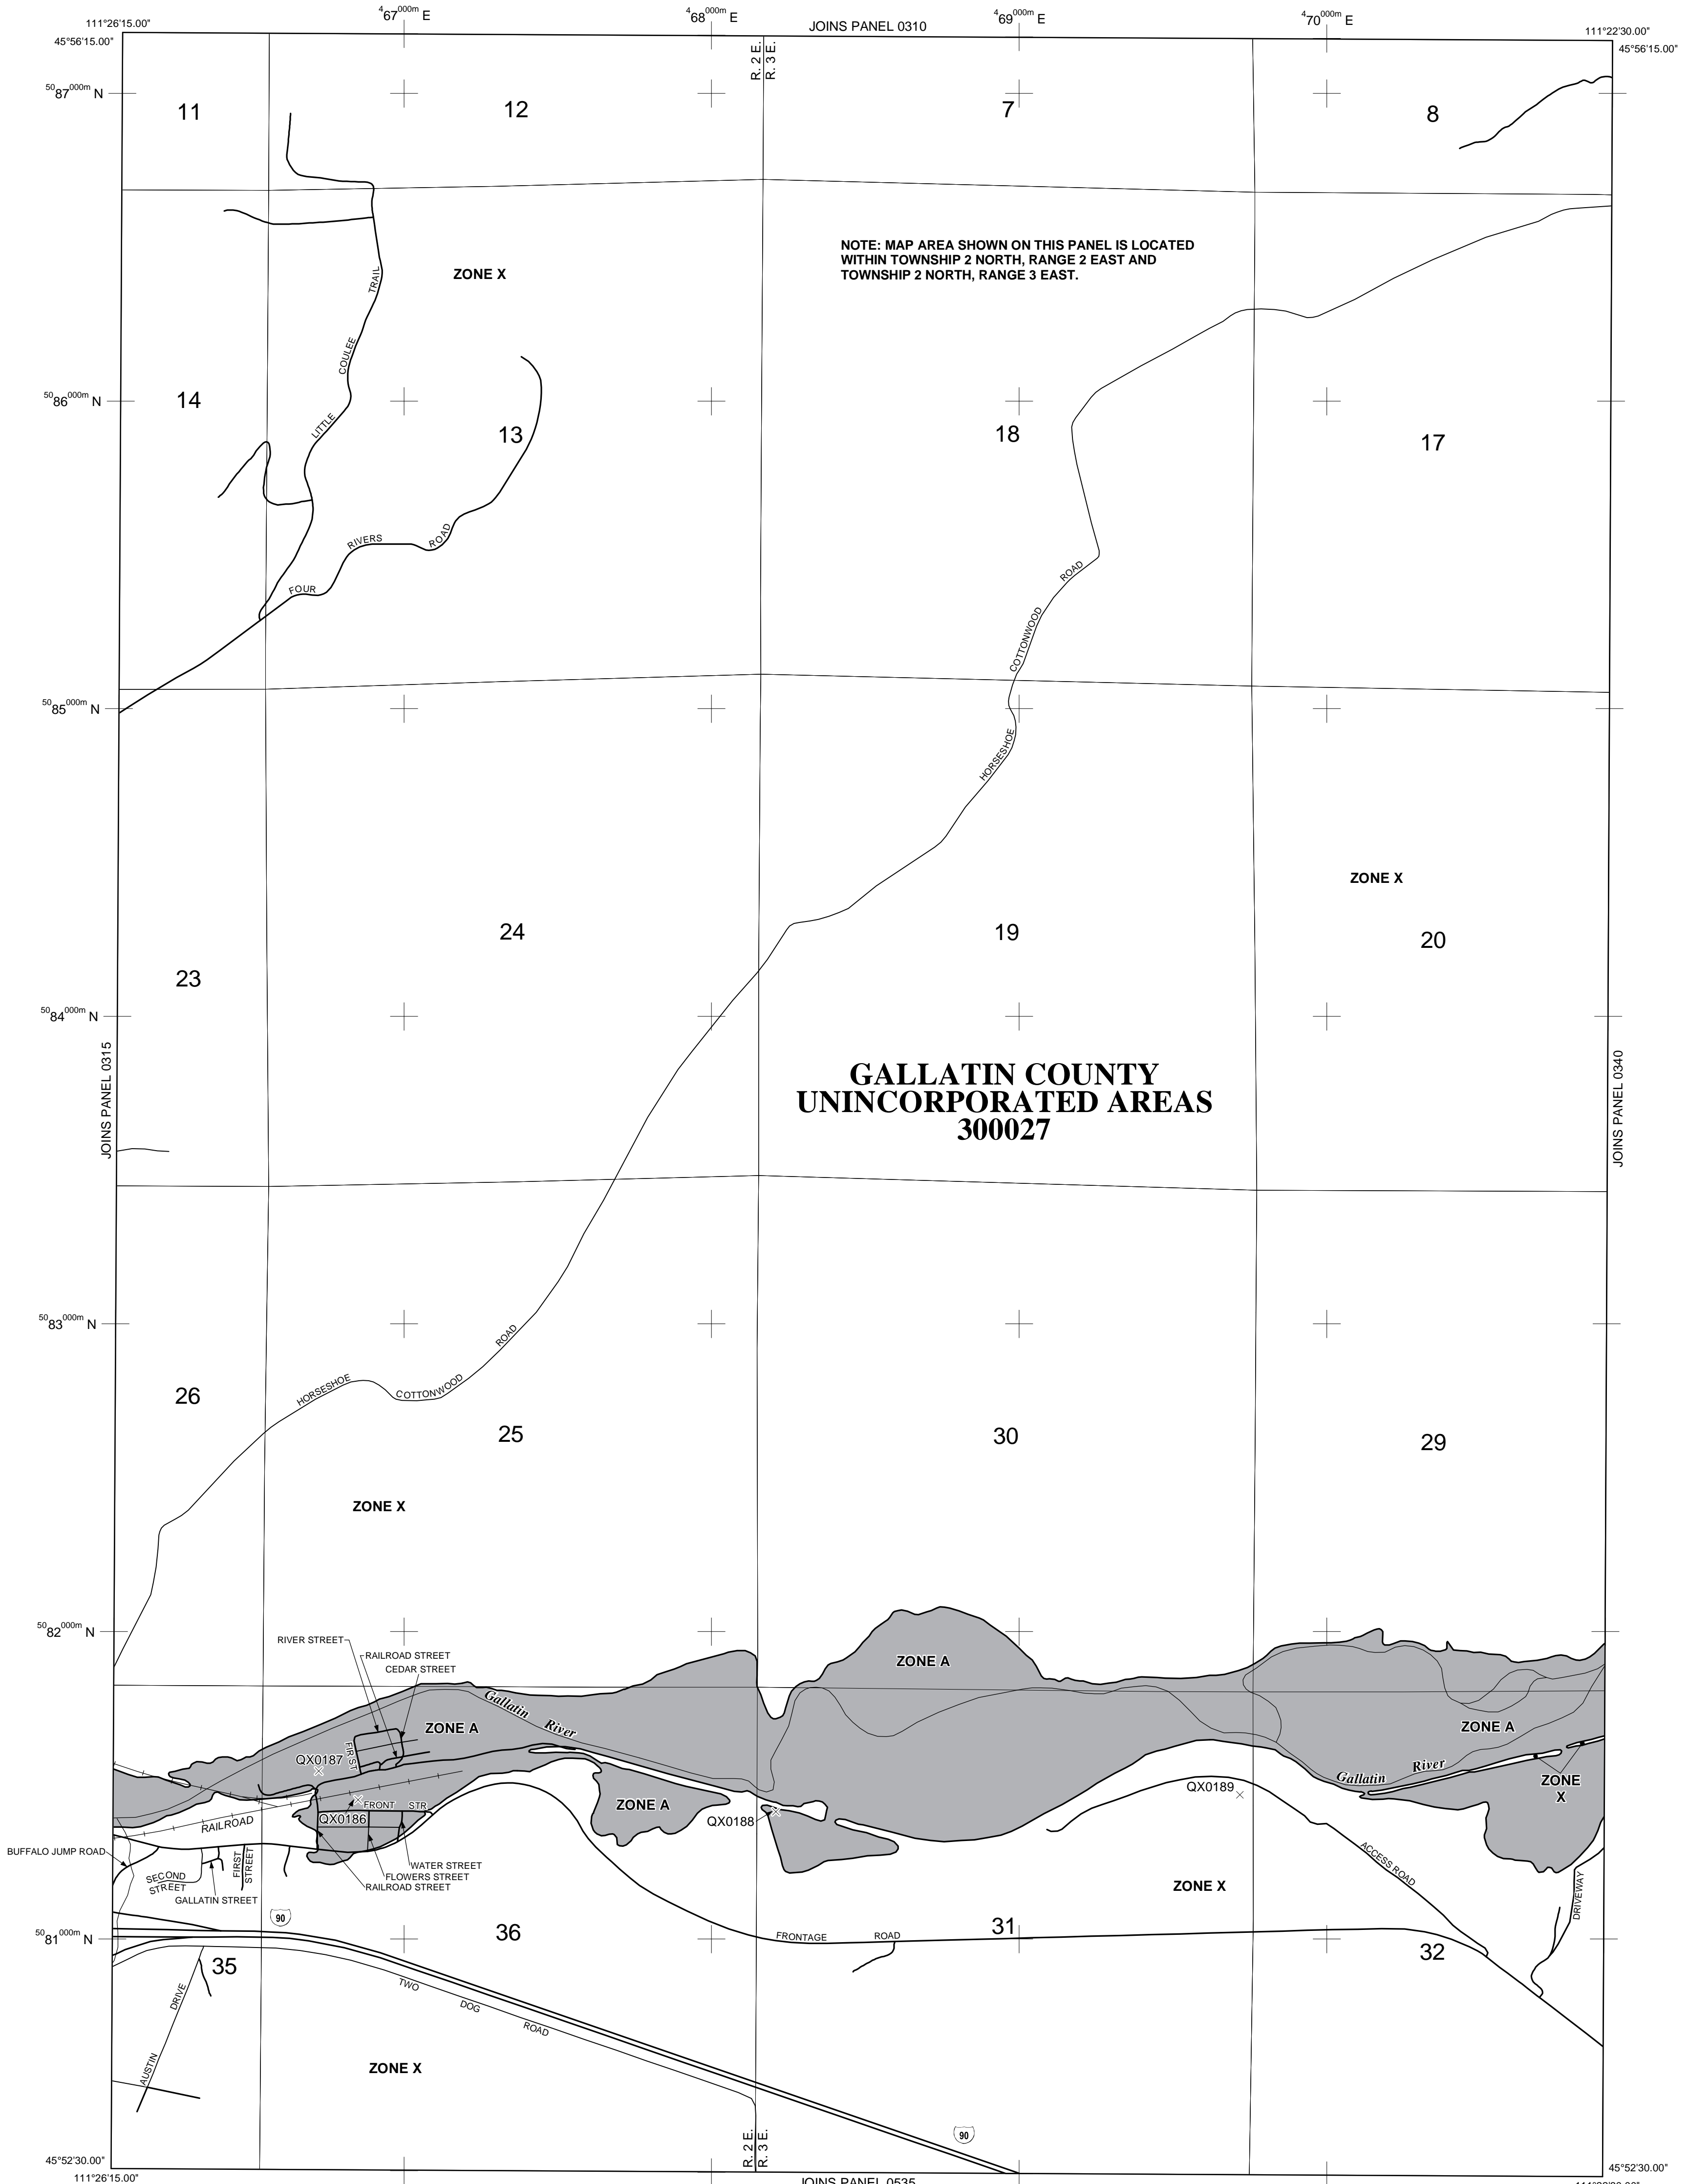 467000m E
468000m E
JOINS PANEL 0310
469000m E
470000m E
111°26'15.00"
111°22'30.00"
45°56'15.00"
45°56'15.00"
R. 2 E.
R. 3 E.
5087000m N
11
12
7
8
NOTE: MAP AREA SHOWN ON THIS PANEL IS LOCATED
WITHIN TOWNSHIP 2 NORTH, RANGE 2 EAST AND
TOWNSHIP 2 NORTH, RANGE 3 EAST.
ZONE X
LITTLE COULEE TRAIL
5086000m N
14
13
18
17
FOUR RIVERS ROAD
HORSESHOE COTTONWOOD ROAD
5085000m N
ZONE X
24
19
20
23
5084000m N
JOINS PANEL 0315
JOINS PANEL 0340
GALLATIN COUNTY
UNINCORPORATED AREAS
300027
5083000m N
HORSESHOE COTTONWOOD ROAD
26
25
30
29
ZONE X
5082000m N
RIVER STREET
RAILROAD STREET
CEDAR STREET
ZONE A
Gallatin River
ZONE A
ZONE A
FIR ST
QX0187
Gallatin River
ZONE
X
QX0189
QX0186
FRONT STR
ZONE A
QX0188
RAILROAD
BUFFALO JUMP ROAD
SECOND
STREET
FIRST
STREET
GALLATIN STREET
WATER STREET
FLOWERS STREET
RAILROAD STREET
ACCESS ROAD
DRIVEWAY
ZONE X
90
36
31
32
5081000m N
FRONTAGE ROAD
35
TWO DOG ROAD
AUSTIN DRIVE
ZONE X
90
R. 2 E.
R. 3 E.
45°52'30.00"
45°52'30.00"
111°26'15.00"
JOINS PANEL 0535